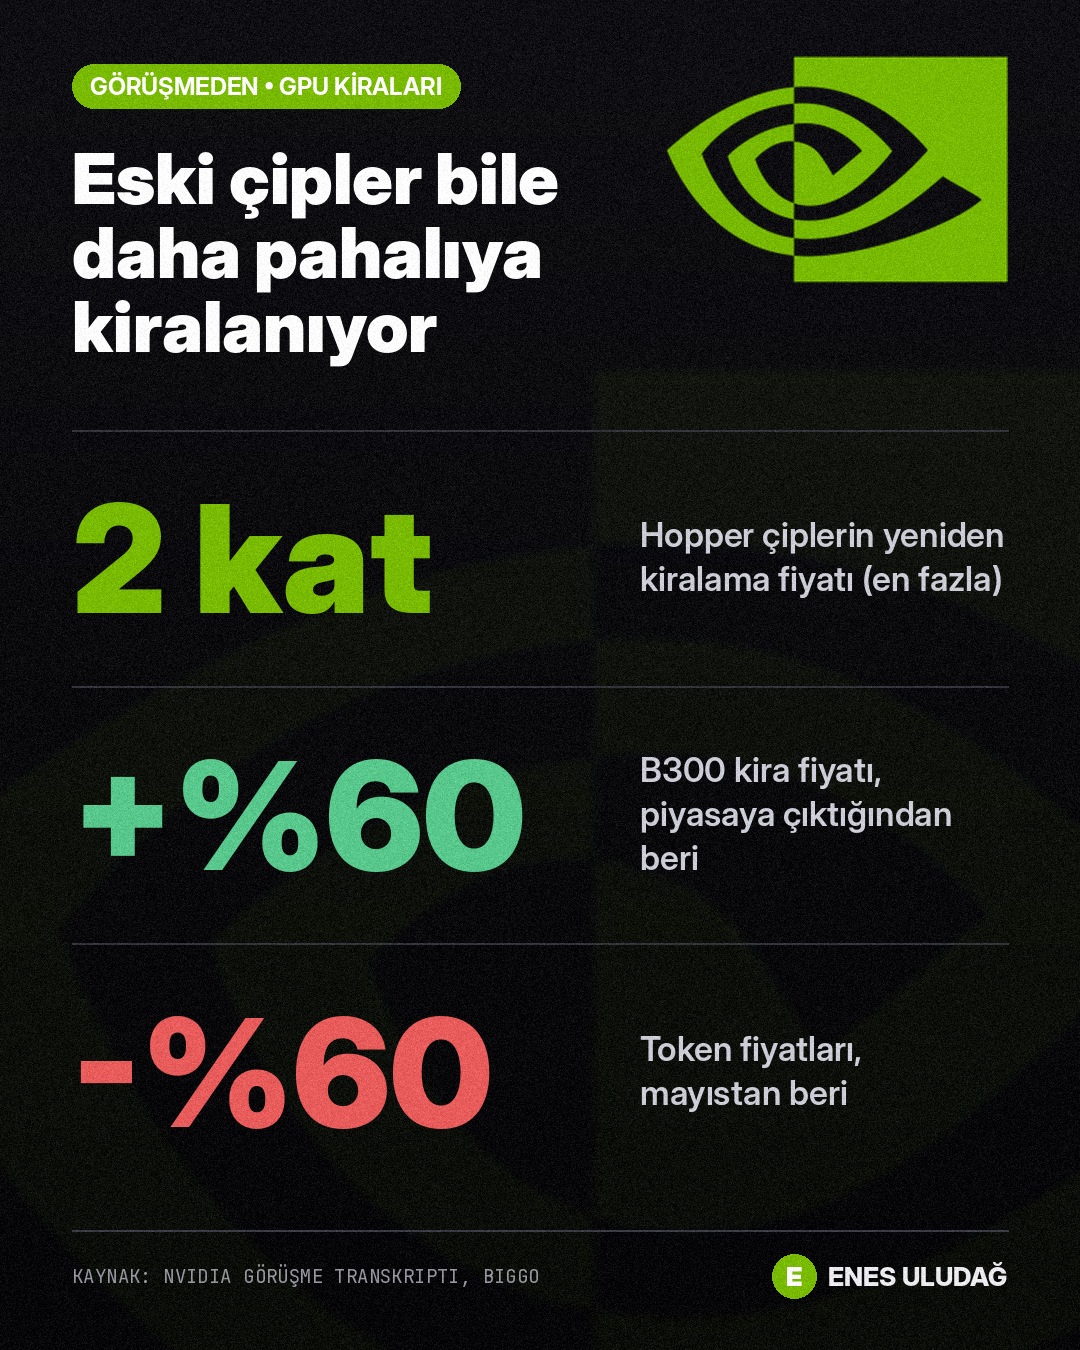 GÖRÜŞMEDEN • GPU KİRALARI
Eski çipler bile
daha pahalıya
kiralanıyor
2 kat
Hopper çiplerin yeniden
kiralama fiyatı (en fazla)
+%60
B300 kira fiyatı,
piyasaya çıktığından
beri
-%60
Token fiyatları,
mayıstan beri
KAYNAK: NVIDIA GÖRÜŞME TRANSKRIPTI, BIGGO
E ENES ULUDAĞ